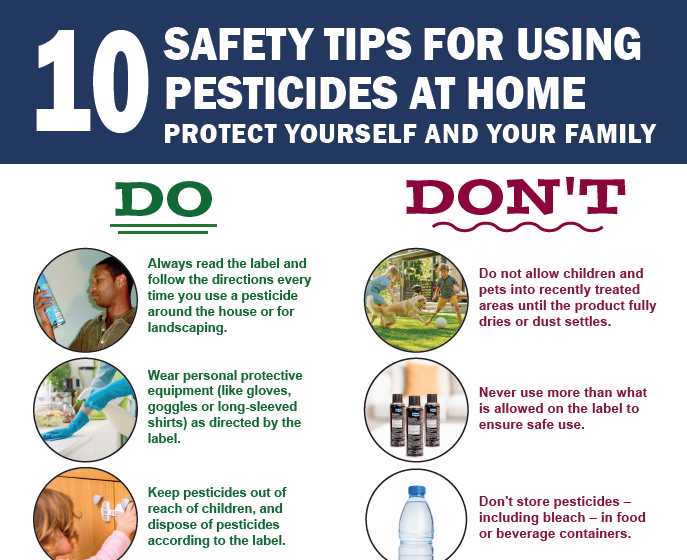 10
SAFETY TIPS FOR USING
PESTICIDES AT HOME
PROTECT YOURSELF AND YOUR FAMILY
DO
Always read the label and
follow the directions every
time you use a pesticide
around the house or for
landscaping.
Wear personal protective
equipment (like gloves,
goggles or long-sleeved
shirts) as directed by the
label.
Keep pesticides out of
reach of children, and
dispose of pesticides
according to the label.
DON'T
Do not allow children and
pets into recently treated
areas until the product fully
dries or dust settles.
Never use more than what
is allowed on the label to
ensure safe use.
Don't store pesticides –
including bleach – in food
or beverage containers.